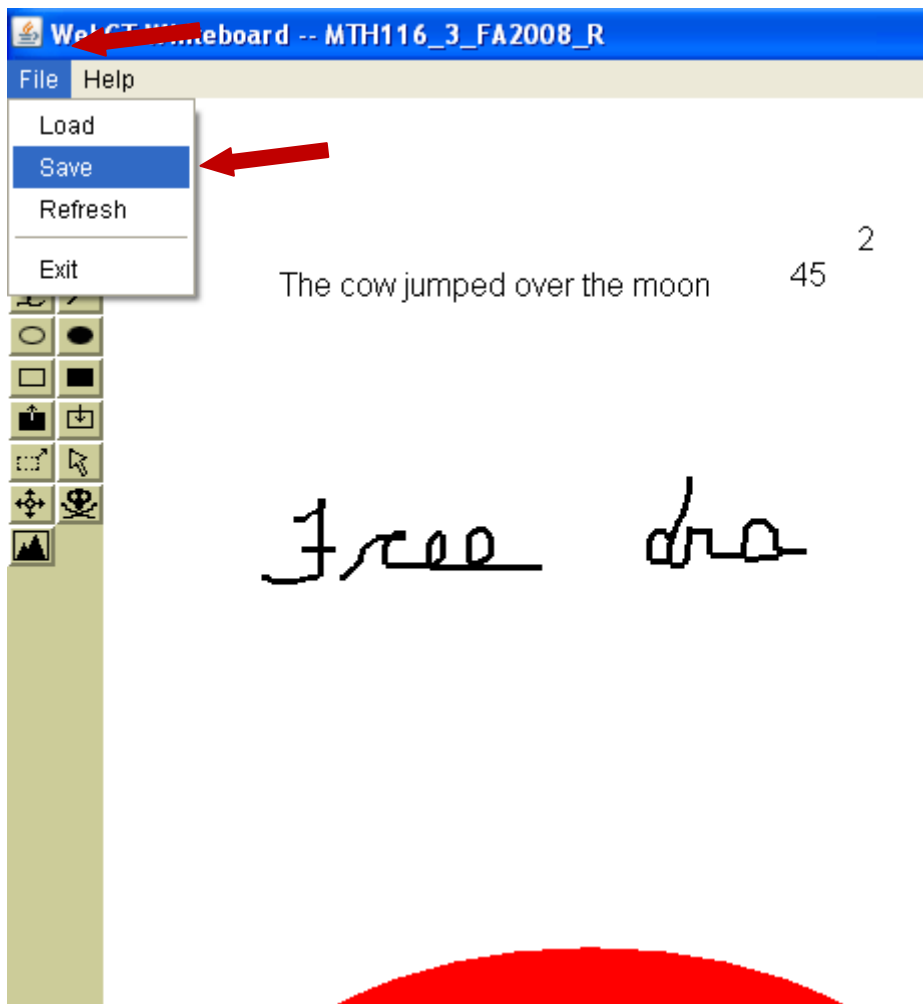 WebCT Whiteboard -- MTH116_3_FA2008_R
File Help
Load
Save
Refresh
Exit
2
The cow jumped over the moon 45
Free dra